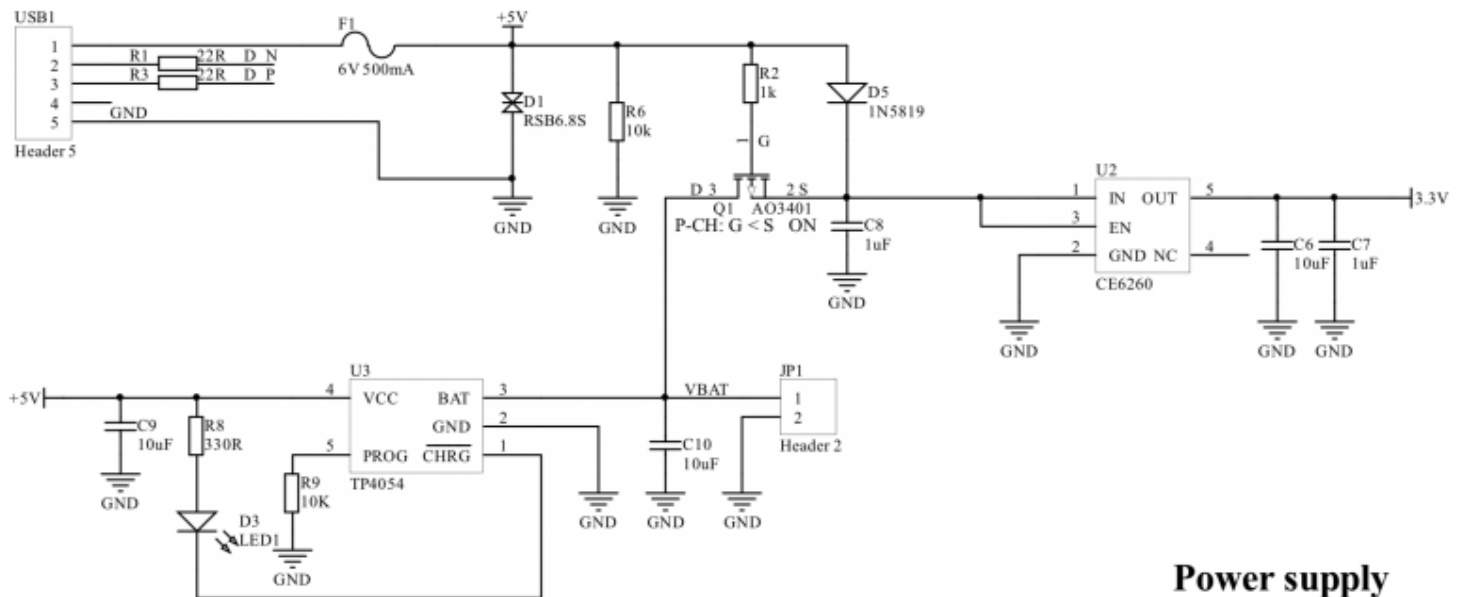 USB1
1
2
3
4
5
Header 5
R1 22R D_N
R3 22R D_P
GND
F1
6V 500mA
+5V
D1
RSB6.8S
GND
R6
10k
GND
R2
1k
1 G
D5
1N5819
D 3 2 S
Q1 AO3401
P-CH: G < S ON
C8
1uF
GND
U2
1 IN OUT 5
3 EN
2 GND NC 4
CE6260
GND
3.3V
C6
10uF
GND
C7
1uF
GND
+5V
C9
10uF
GND
R8
330R
D3
LED1
U3
4 VCC BAT 3
GND 2
5 PROG CHRG 1
TP4054
R9
10K
GND
GND
VBAT
C10
10uF
GND
JP1
1
2
Header 2
GND
Power supply